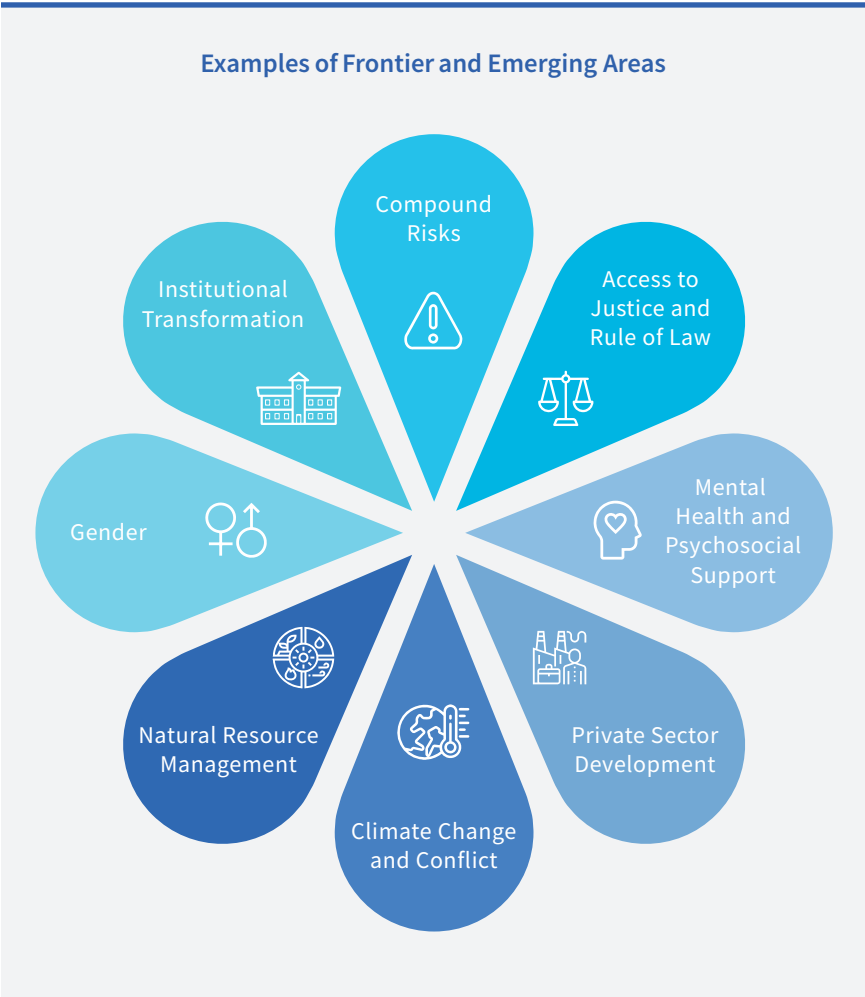 Examples of Frontier and Emerging Areas
Compound
Risks
Access to
Justice and
Rule of Law
Mental
Health and
Psychosocial
Support
Private Sector
Development
Climate Change
and Conflict
Natural Resource
Management
Gender
Institutional
Transformation